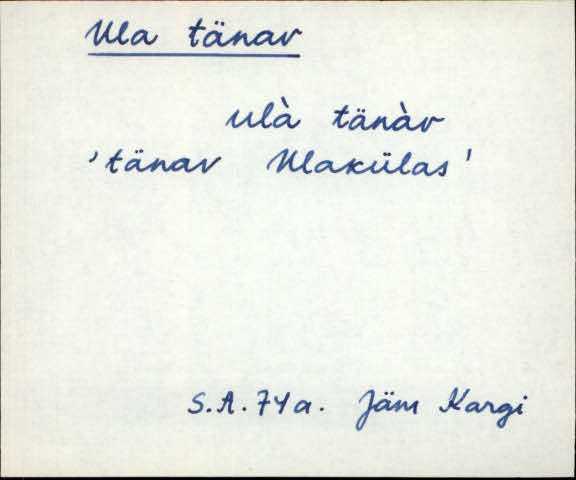 Ula tänav
ulà tänàv
'tänav Ulakülas'
S.A.74a. Jäm Kargi